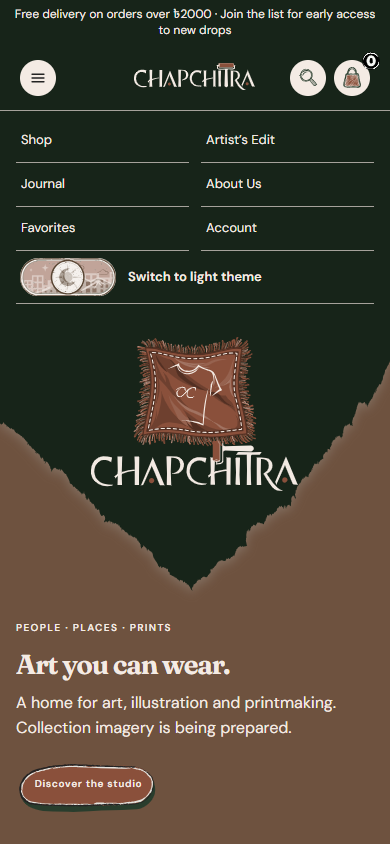 Free delivery on orders over ৳2000 · Join the list for early access
to new drops
CHAPCHITRA
0
Shop
Artist’s Edit
Journal
About Us
Favorites
Account
Switch to light theme
CHAPCHITRA
PEOPLE · PLACES · PRINTS
Art you can wear.
A home for art, illustration and printmaking.
Collection imagery is being prepared.
Discover the studio